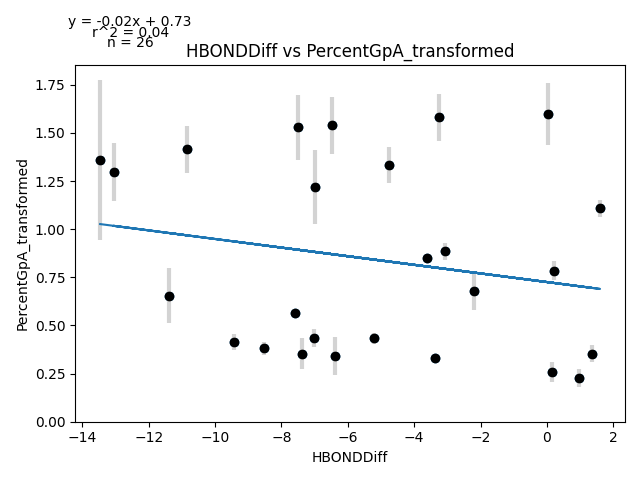 y = -0.02x + 0.73
r^2 = 0.04
n = 26
HBONDDiff vs PercentGpA_transformed
PercentGpA_transformed
1.75
1.50
1.25
1.00
0.75
0.50
0.25
0.00
−14 −12 −10 −8 −6 −4 −2 0 2
HBONDDiff